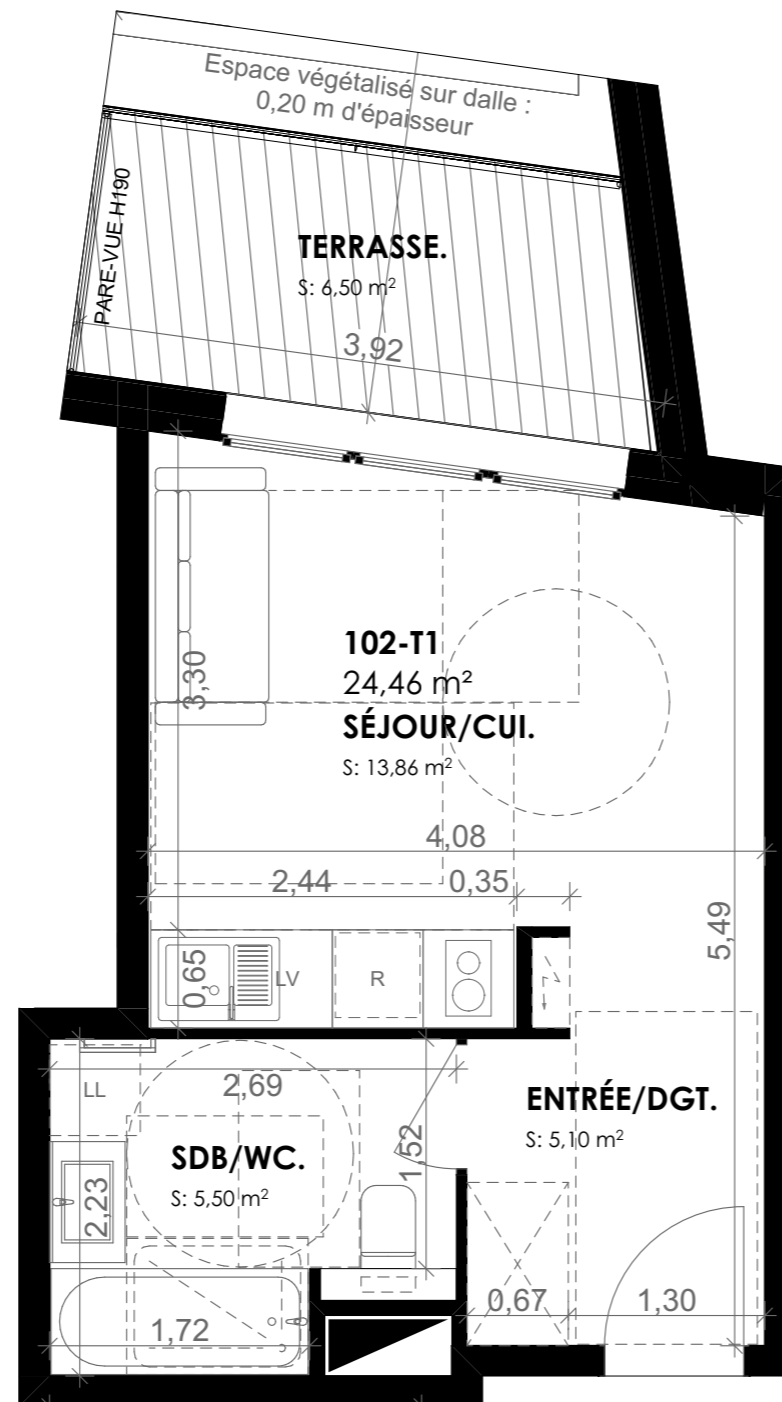 Espace végétalisé sur dalle :
0,20 m d'épaisseur
PARE-VUE H190
TERRASSE.
S: 6,50 m²
3,92
102-T1
24,46 m²
SÉJOUR/CUI.
S: 13,86 m²
3,30
4,08
2,44
0,35
5,49
0,65
LV
R
LL
2,69
1,52
ENTRÉE/DGT.
S: 5,10 m²
SDB/WC.
S: 5,50 m²
2,23
0,67
1,30
1,72